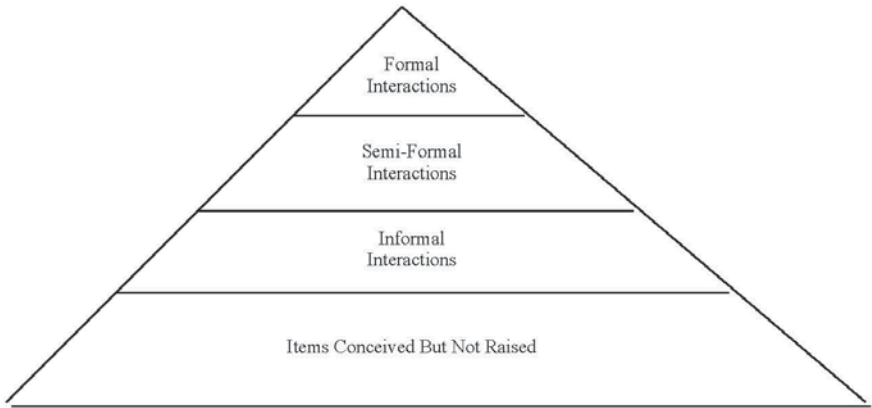 Formal
Interactions
Semi-Formal
Interactions
Informal
Interactions
Items Conceived But Not Raised